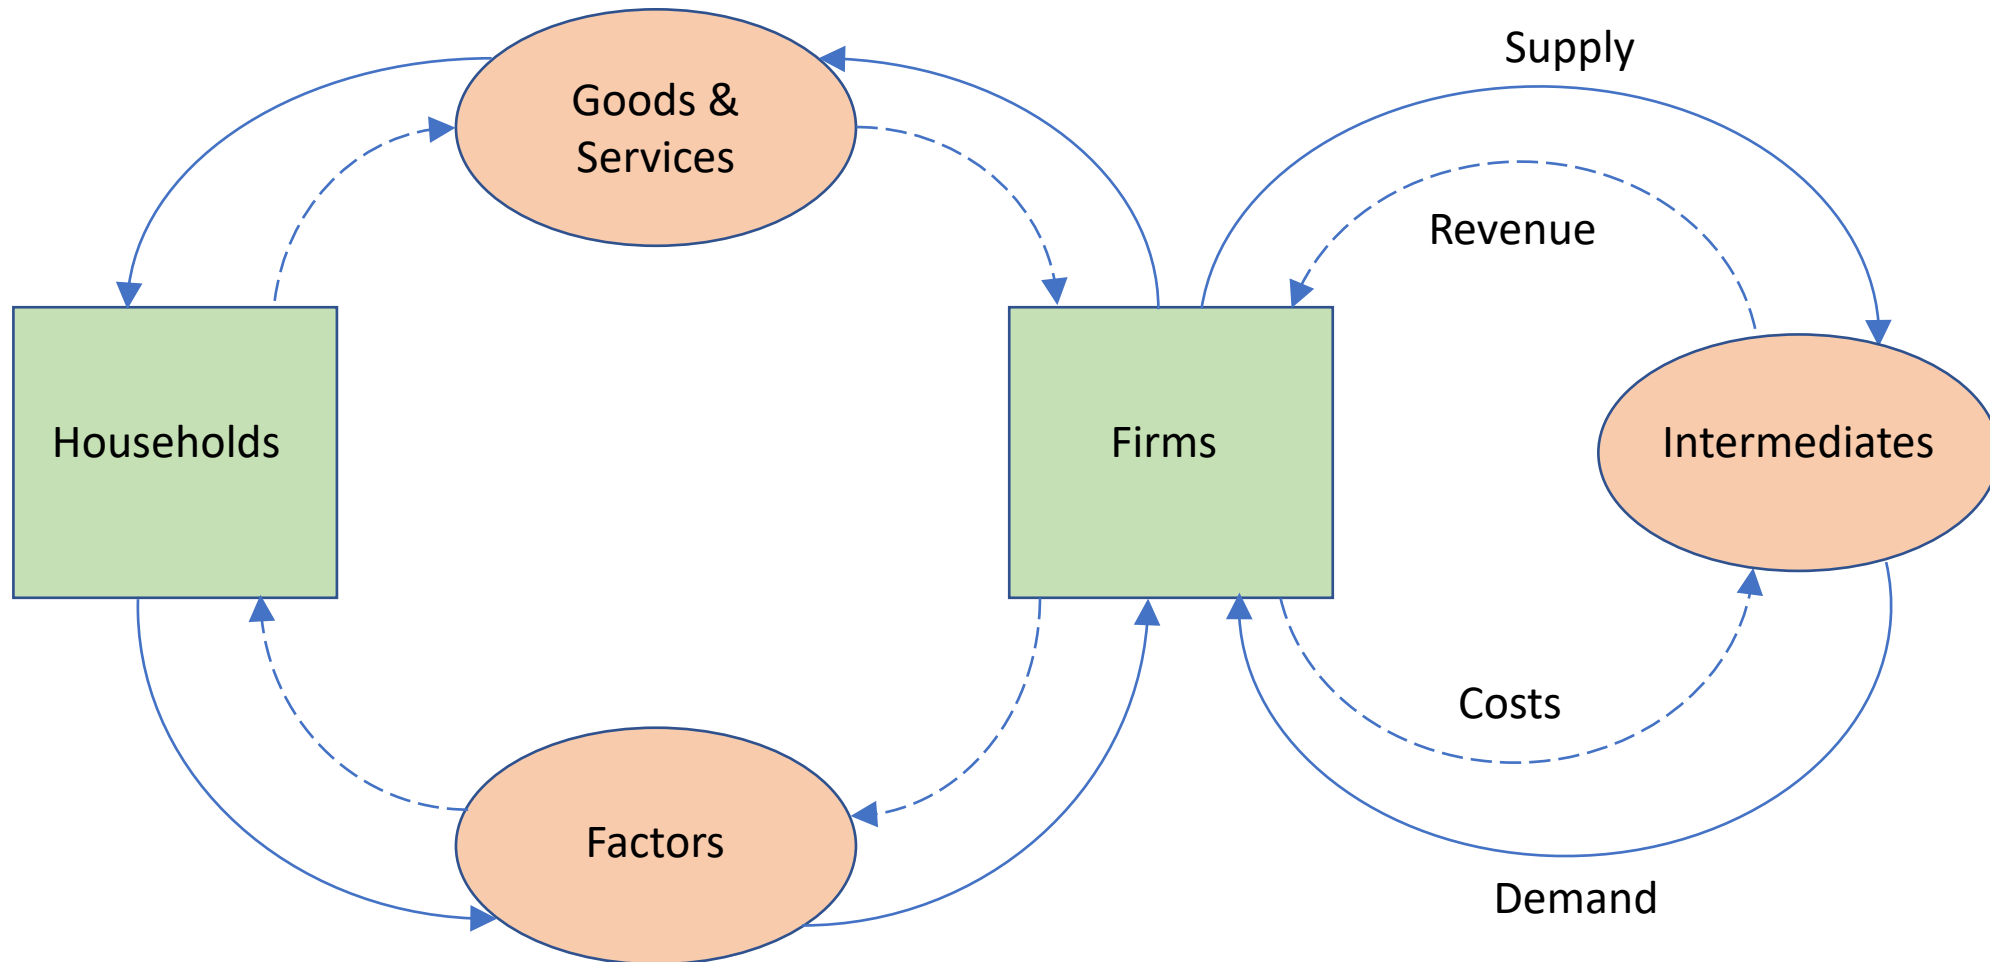 Supply
Goods &
Services
Revenue
Households
Firms
Intermediates
Costs
Factors
Demand